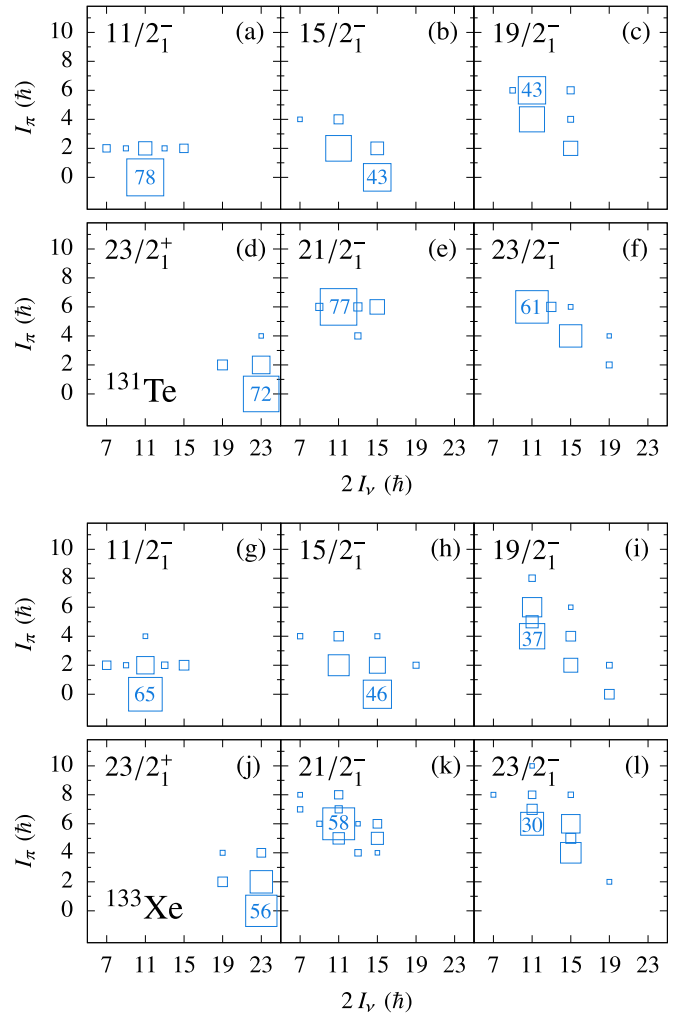 11/2₁⁻ (a) 15/2₁⁻ (b) 19/2₁⁻ (c)
10
8
6
4
2
0
I_π (ħ)
78 43 43
23/2₁⁺ (d) 21/2₁⁻ (e) 23/2₁⁻ (f)
10
8
6
4
2
0
I_π (ħ)
77 61
¹³¹Te 72
7 11 15 19 23 7 11 15 19 23 7 11 15 19 23
2 I_ν (ħ)
11/2₁⁻ (g) 15/2₁⁻ (h) 19/2₁⁻ (i)
10
8
6
4
2
0
I_π (ħ)
65 46 37
23/2₁⁺ (j) 21/2₁⁻ (k) 23/2₁⁻ (l)
10
8
6
4
2
0
I_π (ħ)
58 30
¹³³Xe 56
7 11 15 19 23 7 11 15 19 23 7 11 15 19 23
2 I_ν (ħ)